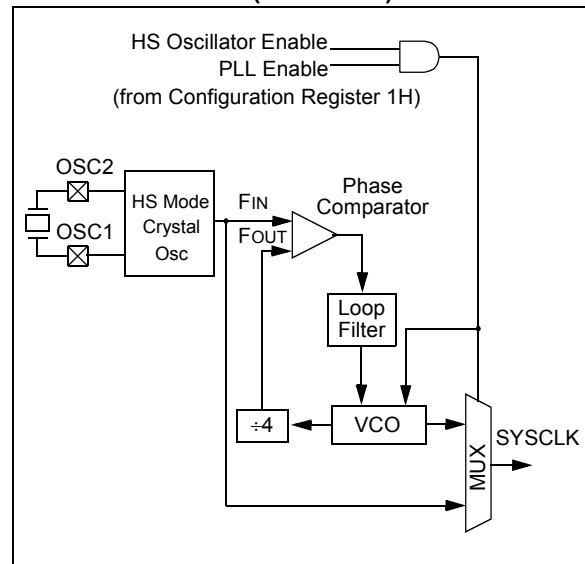 HS Oscillator Enable
PLL Enable
(from Configuration Register 1H)
OSC2
OSC1
HS Mode
Crystal
Osc
FIN
FOUT
Phase
Comparator
Loop
Filter
÷4
VCO
MUX
SYSCLK